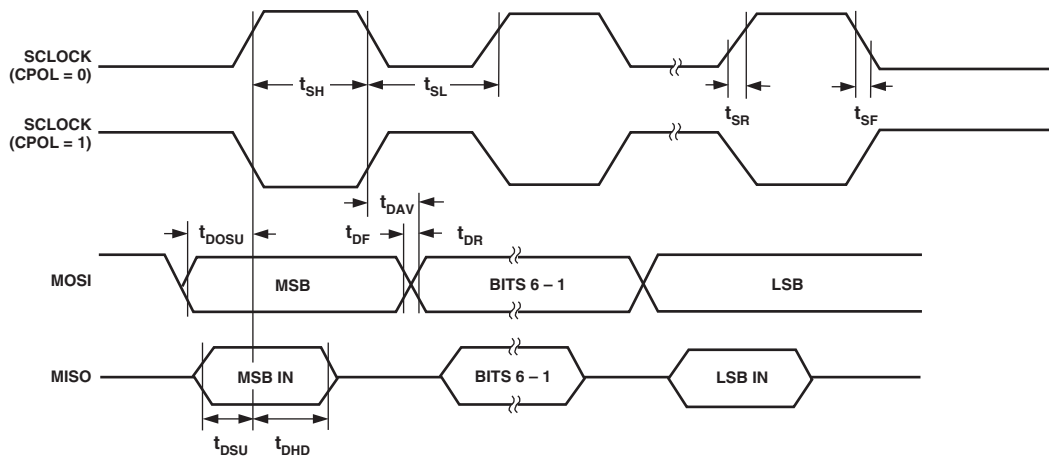 SCLOCK
(CPOL = 0)
tSH
tSL
tSR
tSF
SCLOCK
(CPOL = 1)
tDAV
tDOSU
tDF
tDR
MOSI
MSB
BITS 6 – 1
LSB
MISO
MSB IN
BITS 6 – 1
LSB IN
tDSU
tDHD